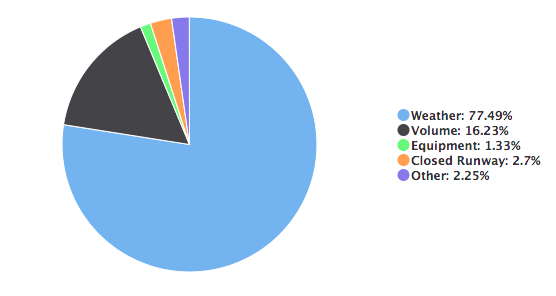 Weather: 77.49%
Volume: 16.23%
Equipment: 1.33%
Closed Runway: 2.7%
Other: 2.25%